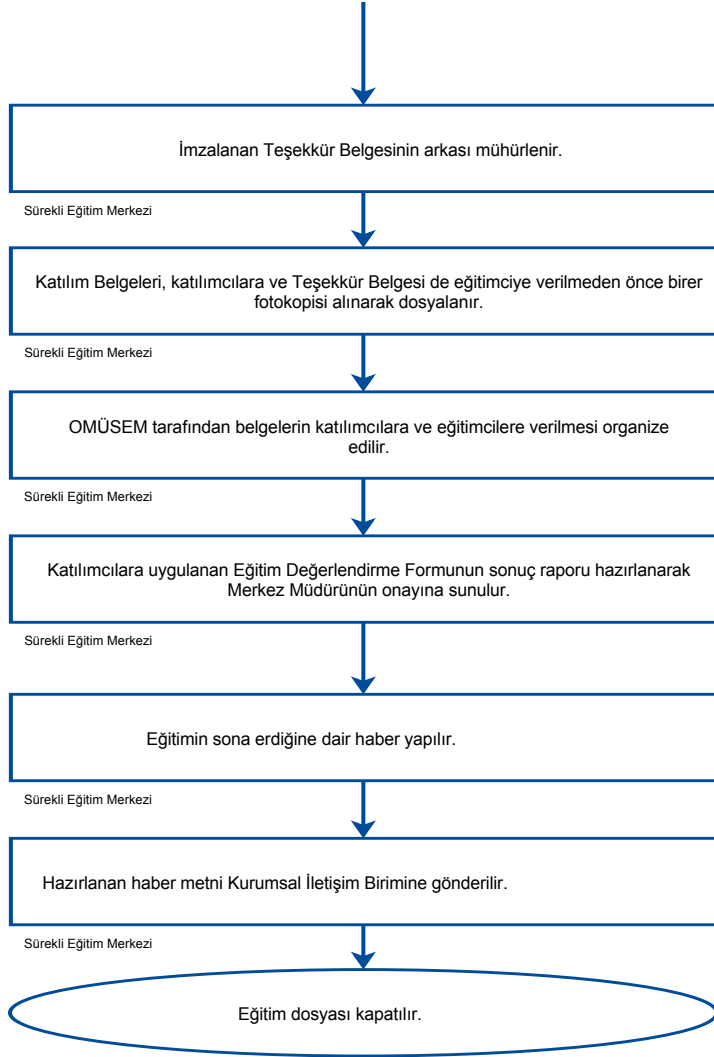 İmzalanan Teşekkür Belgesinin arkası mühürlenir.
Sürekli Eğitim Merkezi
Katılım Belgeleri, katılımcılara ve Teşekkür Belgesi de eğitimciye verilmeden önce birer
fotokopisi alınarak dosyalanır.
Sürekli Eğitim Merkezi
OMÜSEM tarafından belgelerin katılımcılara ve eğitimcilere verilmesi organize
edilir.
Sürekli Eğitim Merkezi
Katılımcılara uygulanan Eğitim Değerlendirme Formunun sonuç raporu hazırlanarak
Merkez Müdürünün onayına sunulur.
Sürekli Eğitim Merkezi
Eğitimin sona erdiğine dair haber yapılır.
Sürekli Eğitim Merkezi
Hazırlanan haber metni Kurumsal İletişim Birimine gönderilir.
Sürekli Eğitim Merkezi
Eğitim dosyası kapatılır.